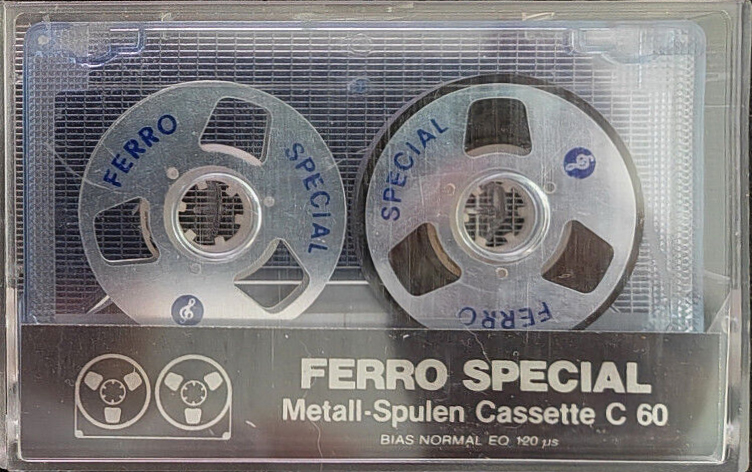 FERRO
SPECIAL
SPECIAL
FERRO
FERRO SPECIAL
Metall-Spulen Cassette C 60
BIAS NORMAL EQ 120 µs